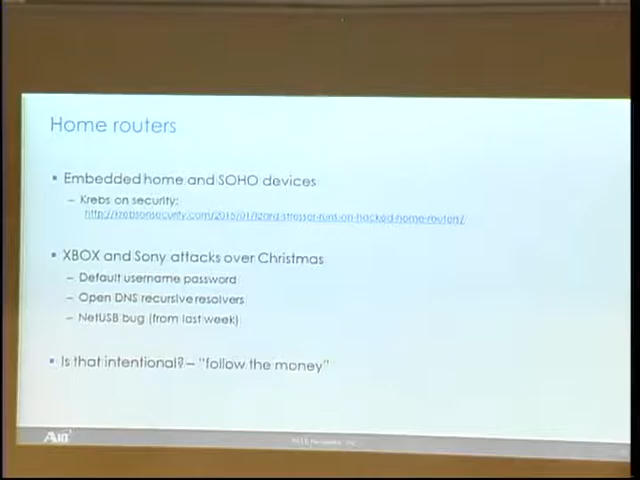 Home routers
▪ Embedded home and SOHO devices
– Krebs on security:
http://krebsonsecurity.com/2015/01/lizard-stresser-runs-on-hacked-home-routers/
▪ XBOX and Sony attacks over Christmas
– Default username password
– Open DNS recursive resolvers
– NetUSB bug (from last week)
▪ Is that intentional? – "follow the money"
A10